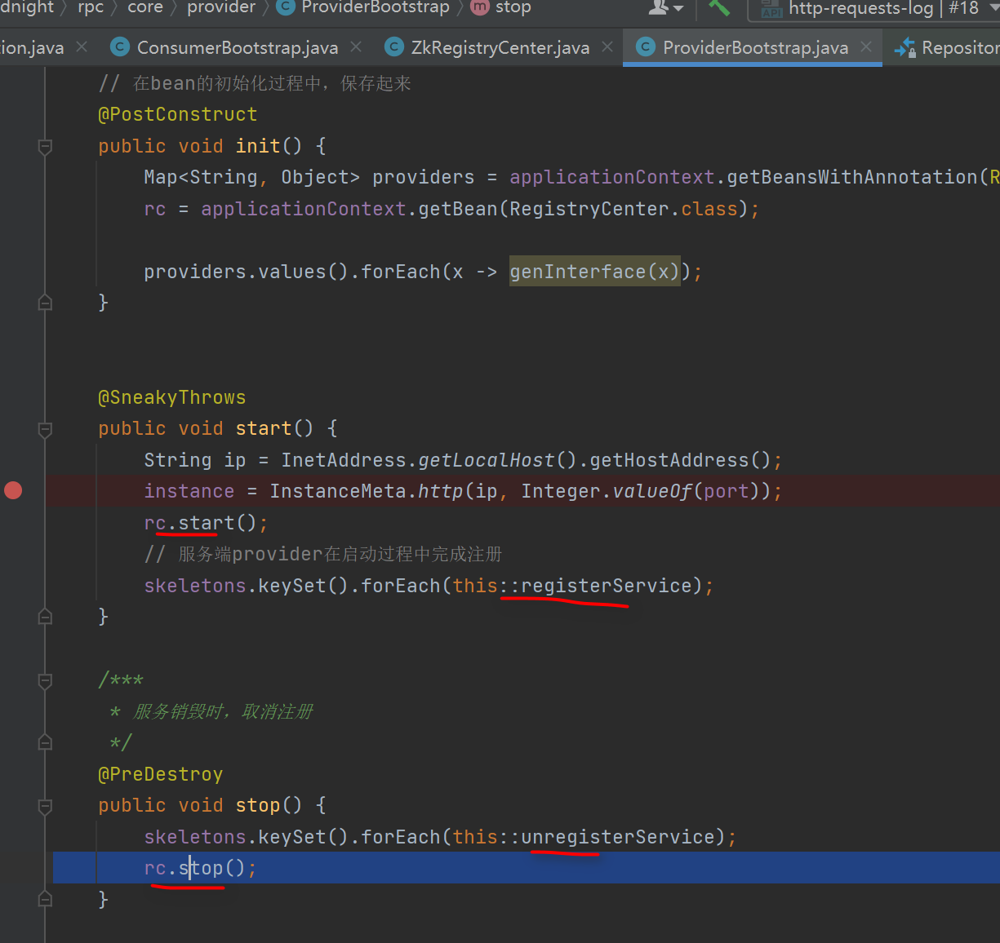 dnight rpc core provider ProviderBootstrap stop http-requests-log | #18
ion.java ConsumerBootstrap.java ZkRegistryCenter.java ProviderBootstrap.java Repositor
// 在bean的初始化过程中，保存起来
@PostConstruct
public void init() {
Map<String, Object> providers = applicationContext.getBeansWithAnnotation(R
rc = applicationContext.getBean(RegistryCenter.class);
providers.values().forEach(x -> genInterface(x));
}
@SneakyThrows
public void start() {
String ip = InetAddress.getLocalHost().getHostAddress();
instance = InstanceMeta.http(ip, Integer.valueOf(port));
rc.start();
// 服务端provider在启动过程中完成注册
skeletons.keySet().forEach(this::registerService);
}
/***
* 服务销毁时，取消注册
*/
@PreDestroy
public void stop() {
skeletons.keySet().forEach(this::unregisterService);
rc.stop();
}